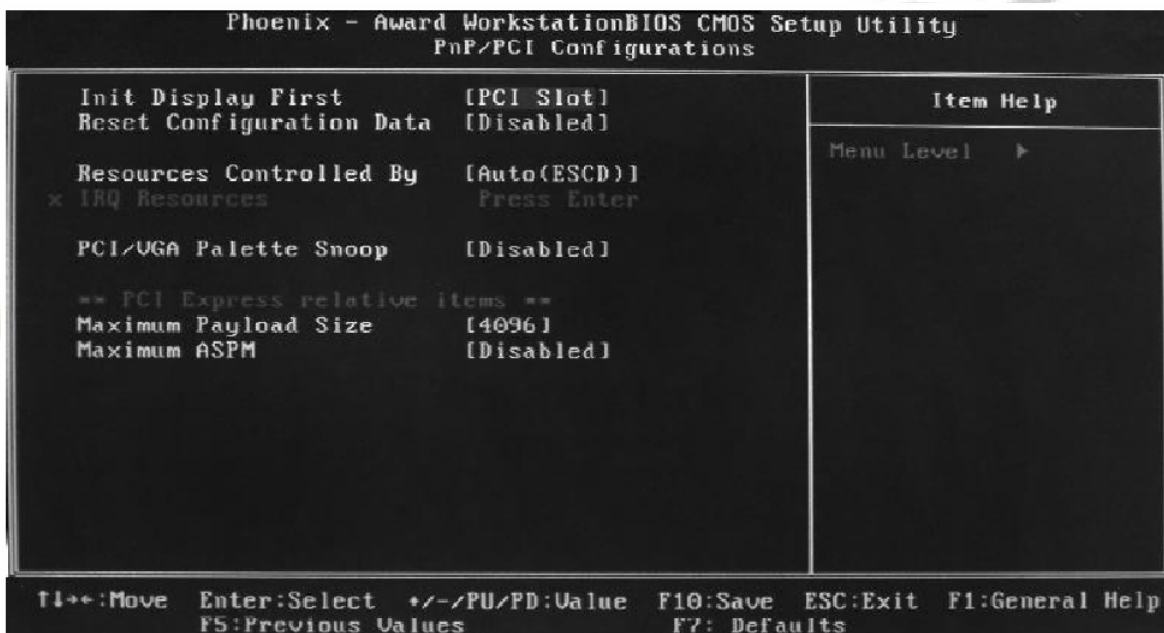 Phoenix - Award WorkstationBIOS CMOS Setup Utility
PnP/PCI Configurations
Init Display First [PCI Slot]
Reset Configuration Data [Disabled]
Resources Controlled By [Auto(ESCD)]
x IRQ Resources Press Enter
PCI/VGA Palette Snoop [Disabled]
** PCI Express relative items **
Maximum Payload Size [4096]
Maximum ASPM [Disabled]
Item Help
Menu Level ▶
↑↓→←:Move Enter:Select +/-/PU/PD:Value F10:Save ESC:Exit F1:General Help
F5:Previous Values F7: Defaults